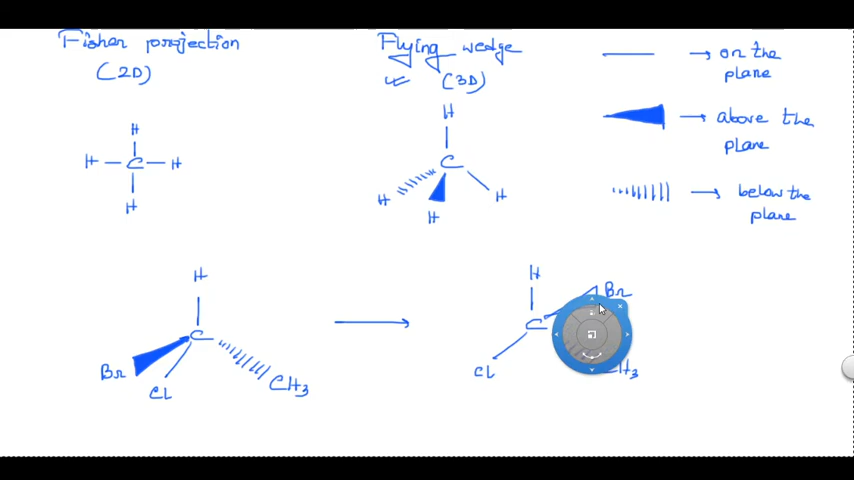 Fisher projection
(2D)
Flying wedge
(3D)
on the
plane
above the
plane
below the
plane
H
H C H
H
H
C
H H
H
H
C
Br
Cl CH3
H
Br
C
Cl H3